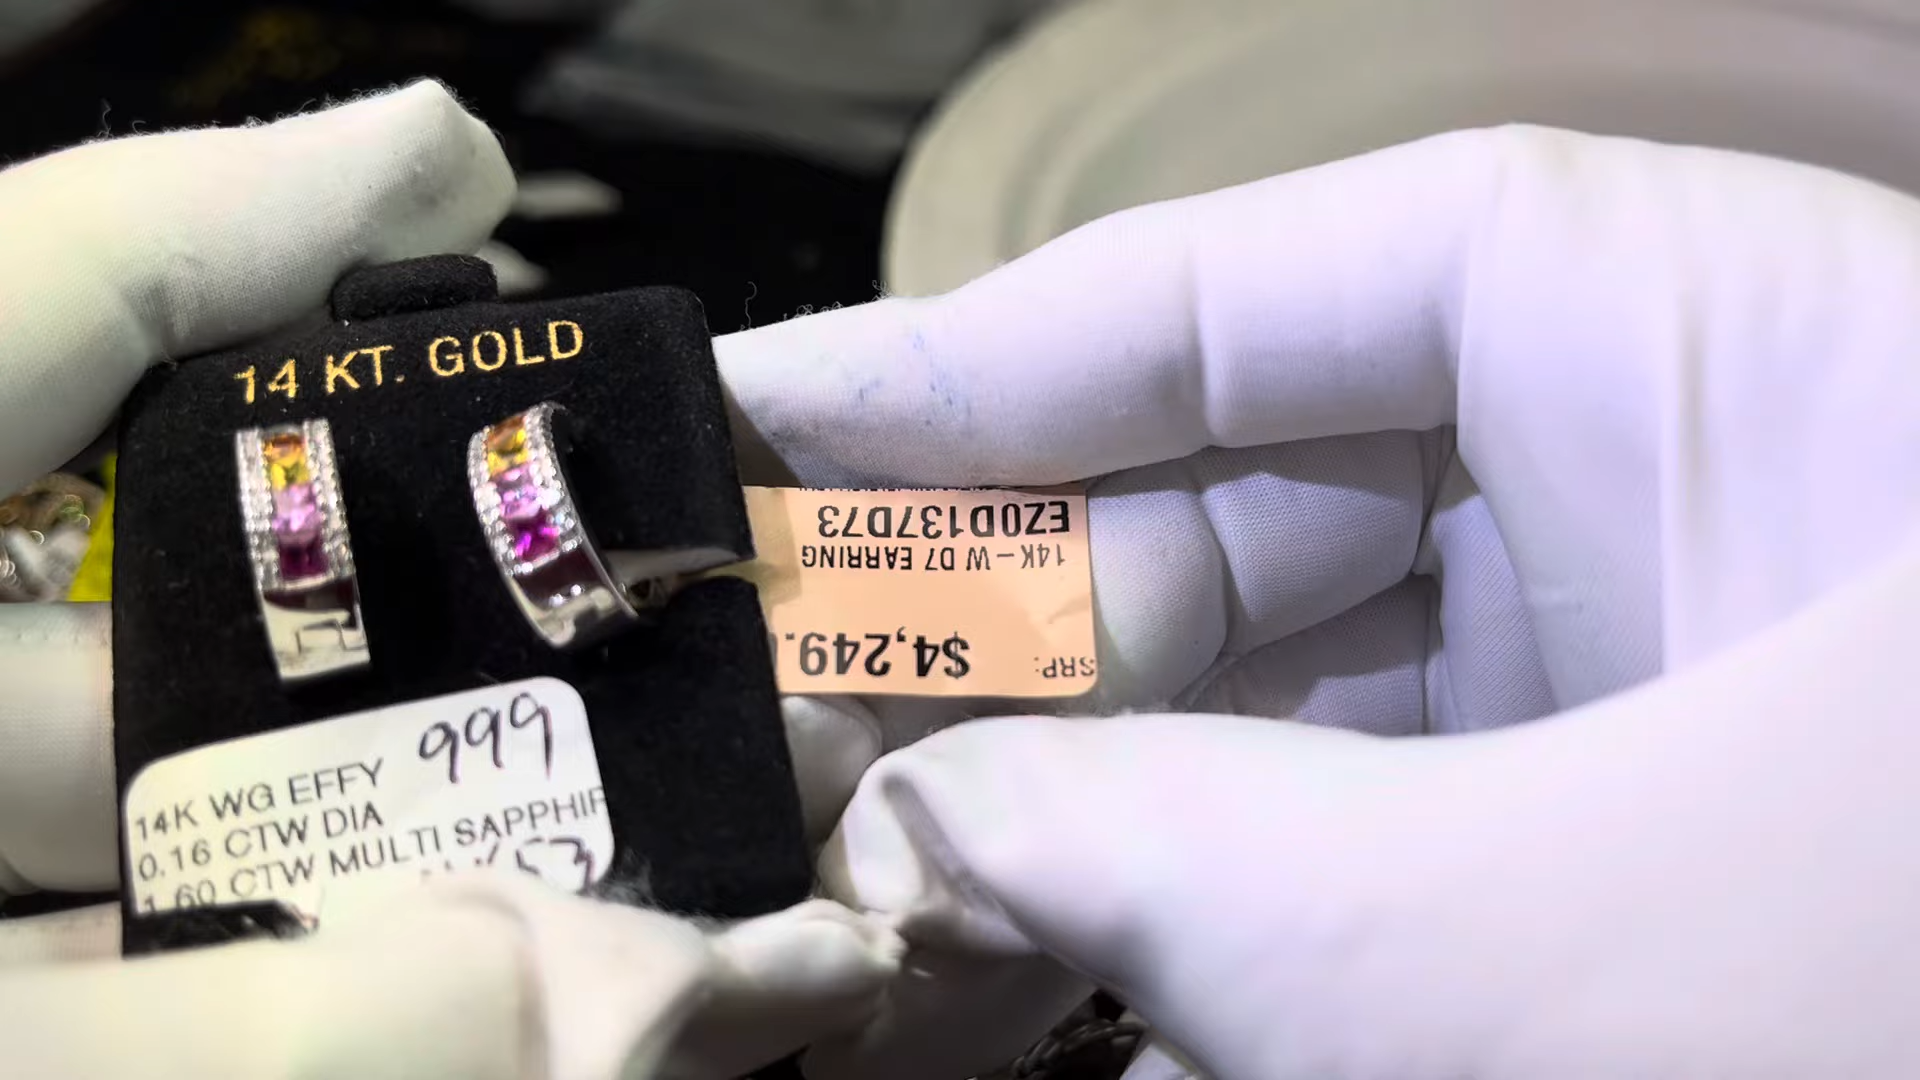 14 KT. GOLD
999
14K WG EFFY
0.16 CTW DIA
1.60 CTW MULTI SAPPHIR
53
EZ0D137D73
14K-W D7 EARRING
SRP: $4,249.